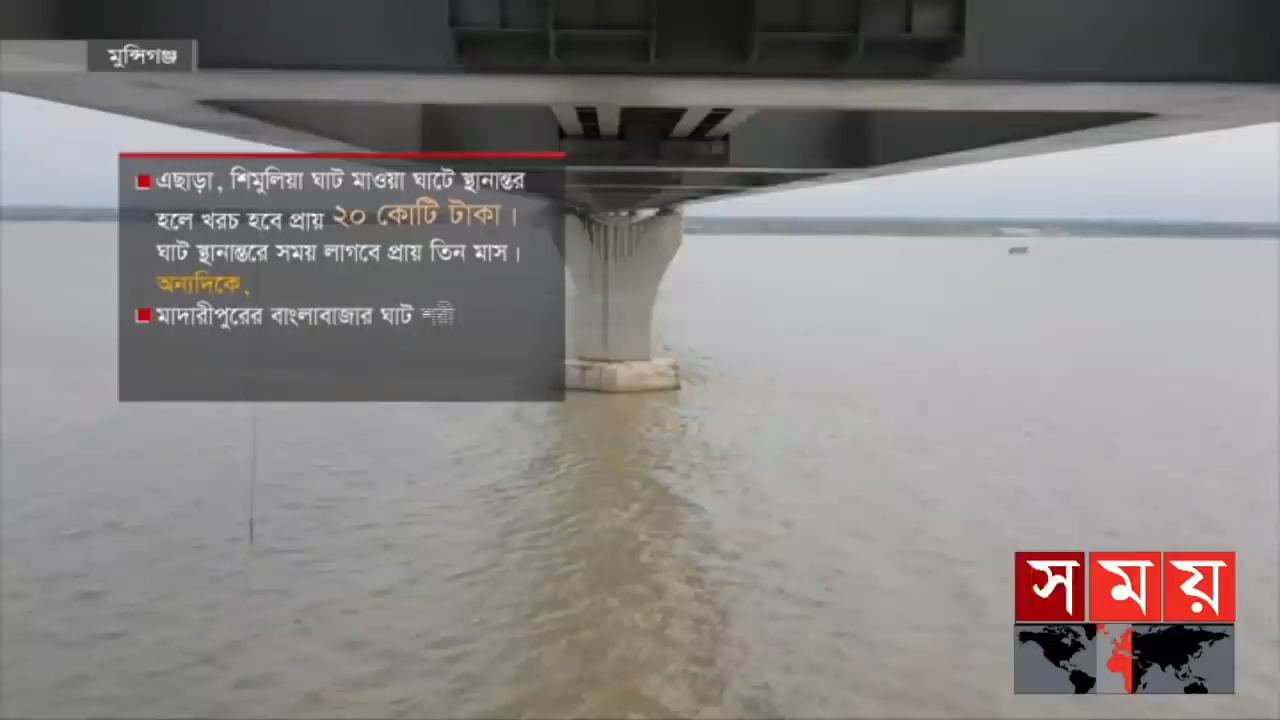 মুন্সিগঞ্জ
এছাড়া, শিমুলিয়া ঘাট মাওয়া ঘাটে স্থানান্তর
হলে খরচ হবে প্রায় ২০ কোটি টাকা।
ঘাট স্থানান্তরে সময় লাগবে প্রায় তিন মাস।
অন্যদিকে,
মাদারীপুরের বাংলাবাজার ঘাট
সময়